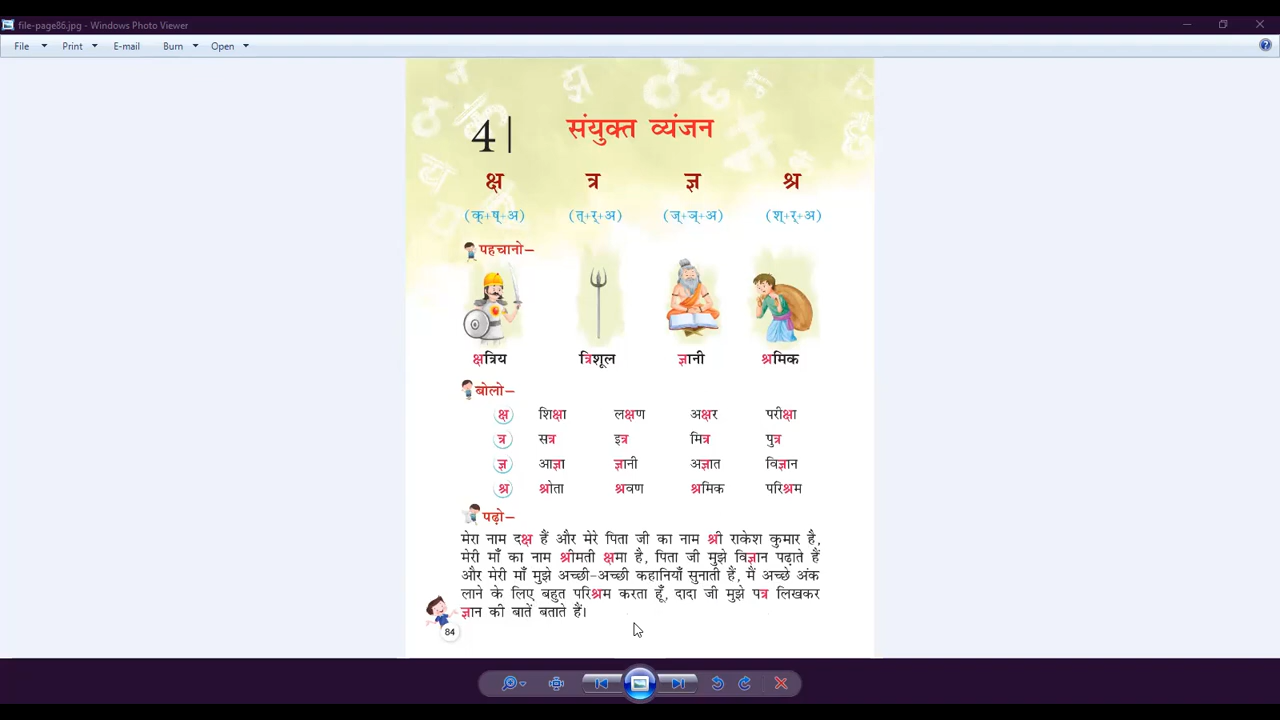 file-page86.jpg - Windows Photo Viewer
File Print E-mail Burn Open
4| संयुक्त व्यंजन
क्ष त्र ज्ञ श्र
(क्+ष्+अ) (त्+र्+अ) (ज्+ञ्+अ) (श्+र्+अ)
पहचानो–
क्षत्रिय त्रिशूल ज्ञानी श्रमिक
बोलो–
क्ष शिक्षा लक्षण अक्षर परीक्षा
त्र सत्र इत्र मित्र पुत्र
ज्ञ आज्ञा ज्ञानी अज्ञात विज्ञान
श्र श्रोता श्रवण श्रमिक परिश्रम
पढ़ो–
मेरा नाम दक्ष हैं और मेरे पिता जी का नाम श्री राकेश कुमार है,
मेरी माँ का नाम श्रीमती क्षमा है, पिता जी मुझे विज्ञान पढ़ाते हैं
और मेरी माँ मुझे अच्छी–अच्छी कहानियाँ सुनाती हैं, मैं अच्छे अंक
लाने के लिए बहुत परिश्रम करता हूँ, दादा जी मुझे पत्र लिखकर
ज्ञान की बातें बताते हैं।
84